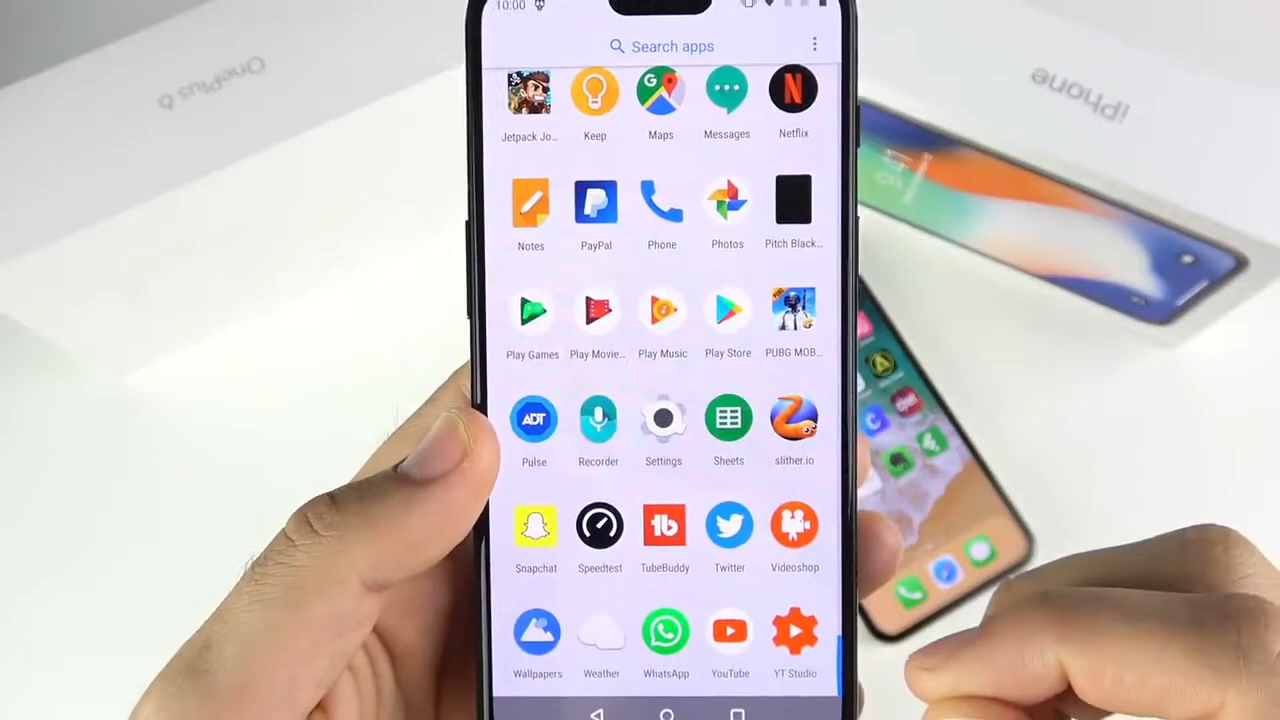 10:00
OnePlus 6
iPhone
Search apps
Jetpack Jo...
Keep
Maps
Messages
Netflix
Notes
PayPal
Phone
Photos
Pitch Black...
Play Games
Play Movie...
Play Music
Play Store
PUBG MOB...
ADT
Pulse
Recorder
Settings
Sheets
slither.io
Snapchat
Speedtest
TubeBuddy
Twitter
Videoshop
Wallpapers
Weather
WhatsApp
YouTube
YT Studio